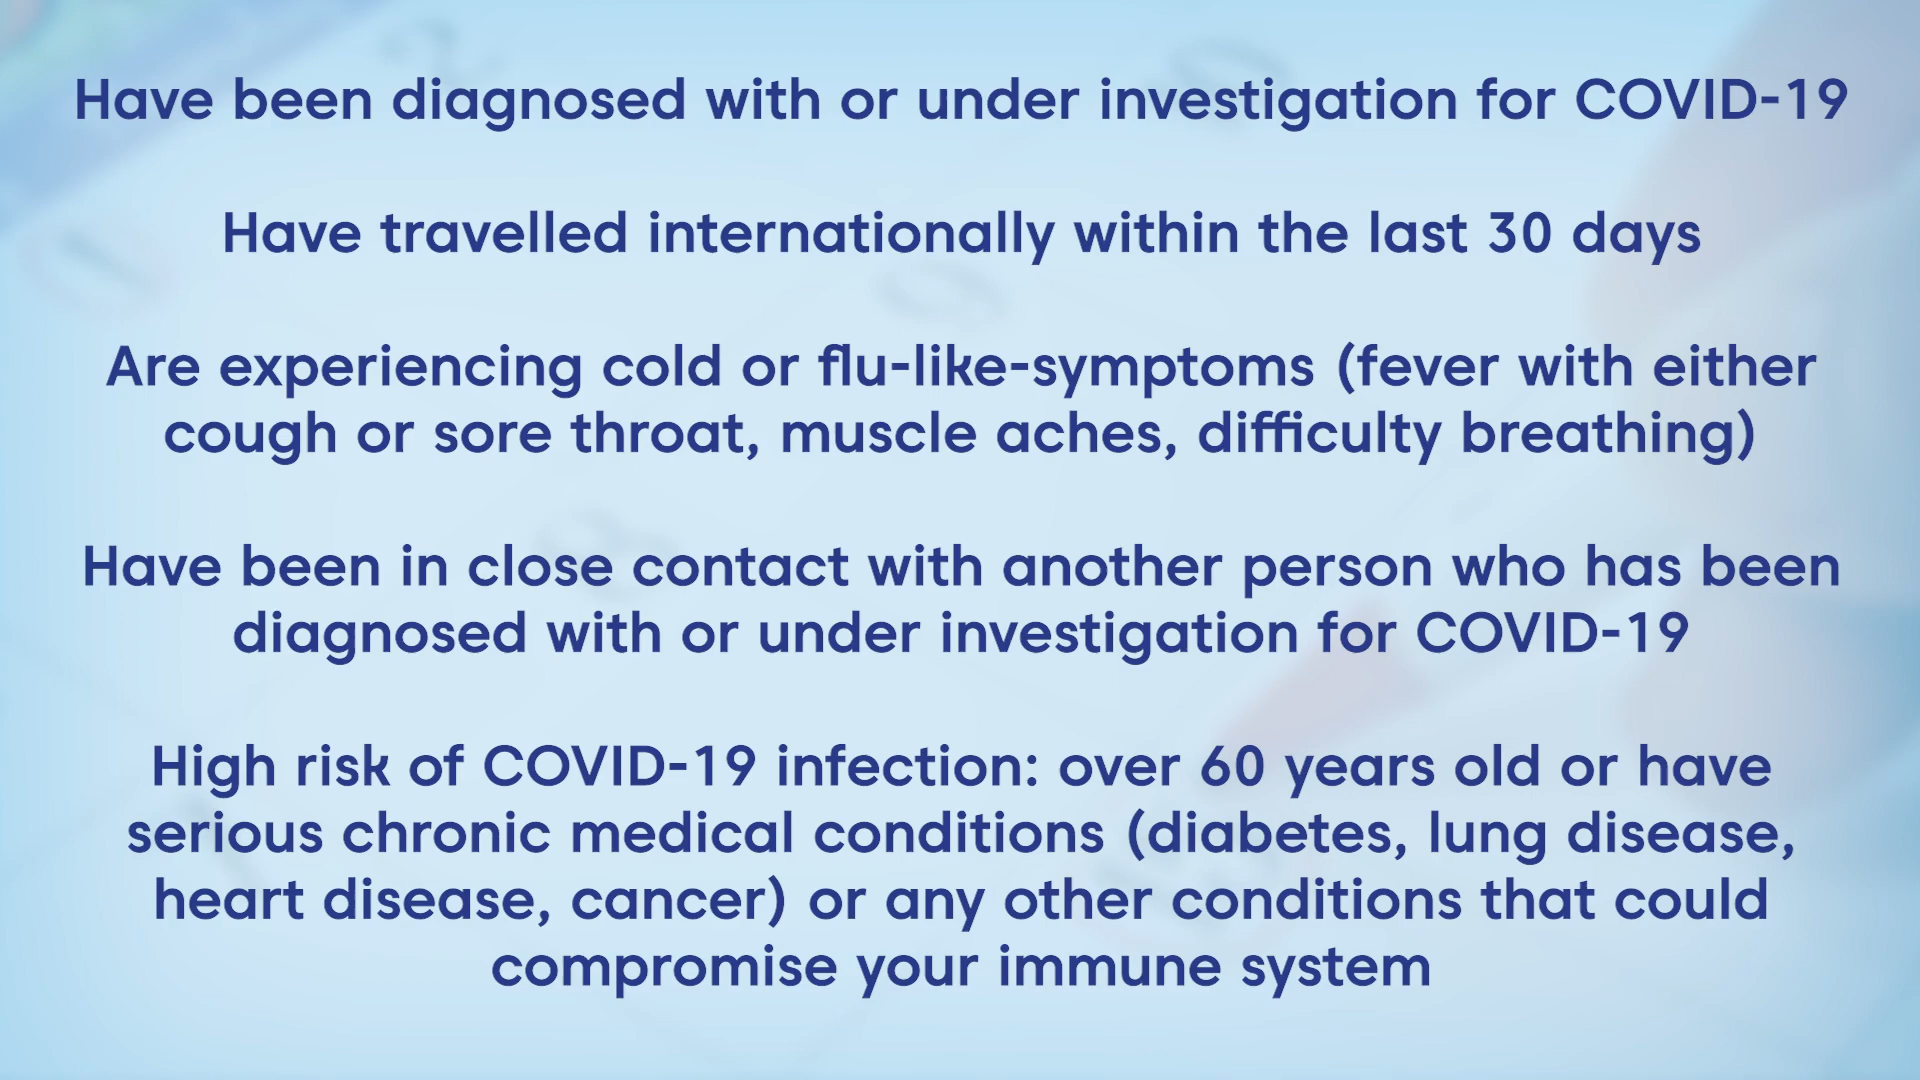 Have been diagnosed with or under investigation for COVID-19
Have travelled internationally within the last 30 days
Are experiencing cold or flu-like-symptoms (fever with either
cough or sore throat, muscle aches, difficulty breathing)
Have been in close contact with another person who has been
diagnosed with or under investigation for COVID-19
High risk of COVID-19 infection: over 60 years old or have
serious chronic medical conditions (diabetes, lung disease,
heart disease, cancer) or any other conditions that could
compromise your immune system